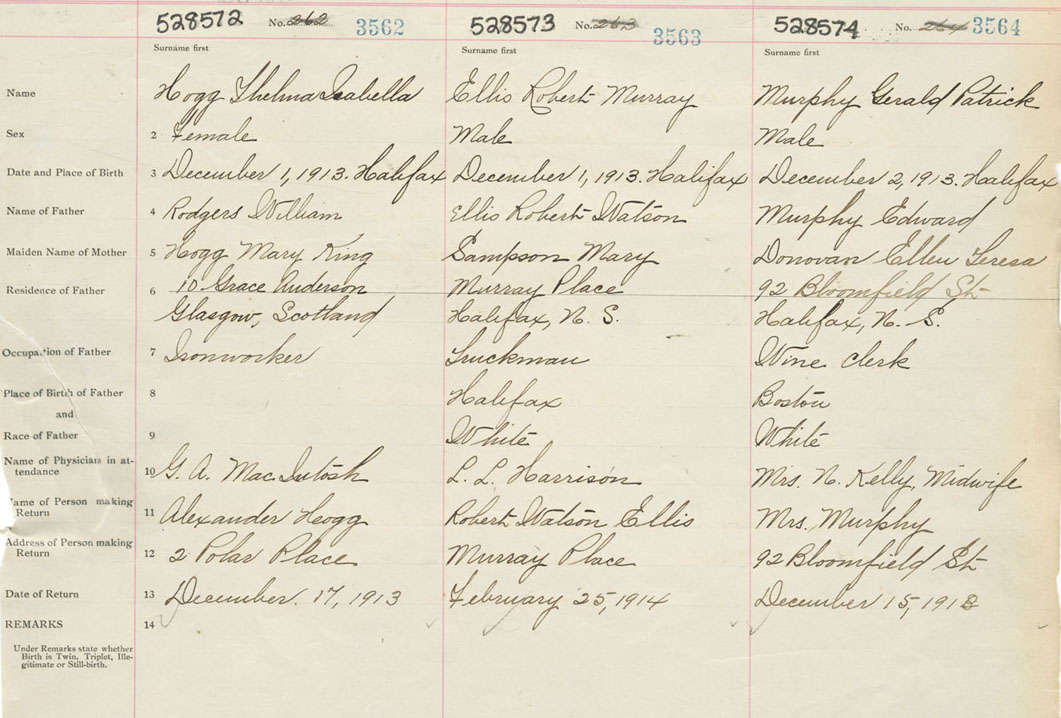 528572 No. 262 3562 528573 No. 263 3563 528574 No. 264 3564
Surname first Surname first Surname first
Name Hogg Thelma Isabella Ellis Robert Murray Murphy Gerald Patrick
Sex 2 Female Male Male
Date and Place of Birth 3 December 1, 1913. Halifax December 1, 1913. Halifax December 2, 1913. Halifax
Name of Father 4 Rodgers William Ellis Robert Watson Murphy Edward
Maiden Name of Mother 5 Hogg Mary King Sampson Mary Donovan Ellen Teresa
Residence of Father 6 10 Grace Anderson Murray Place 92 Bloomfield St.
Glasgow, Scotland Halifax, N. S. Halifax, N. S.
Occupation of Father 7 Ironworker Truckman Wine clerk
Place of Birth of Father 8 Halifax Boston
and
Race of Father 9 White White
Name of Physician in at-
tendance 10 G. A. MacIntosh L. L. Harrison Mrs. N. Kelly, Midwife
Name of Person making
Return 11 Alexander Hogg Robert Watson Ellis Mrs. Murphy
Address of Person making
Return 12 2 Polar Place Murray Place 92 Bloomfield St.
Date of Return 13 December. 17, 1913 February 25, 1914 December 15, 1913
REMARKS 14
Under Remarks state whether
Birth is Twin, Triplet, Ille-
gitimate or Still-birth.